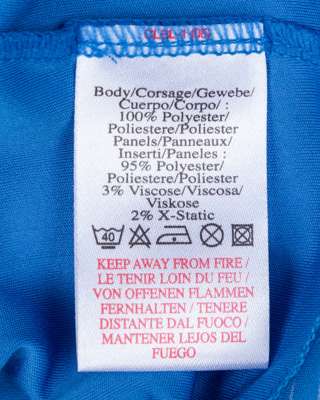 Body/Corsage/Gewebe/
Cuerpo/Corpo/ :
100% Polyester/
Poliestere/Poliester
Panels/Panneaux/
Inserti/Paneles :
95% Polyester/
Poliestere/Poliester
3% Viscose/Viscosa/
Viskose
2% X-Static
40
KEEP AWAY FROM FIRE /
LE TENIR LOIN DU FEU /
VON OFFENEN FLAMMEN
FERNHALTEN / TENERE
DISTANTE DAL FUOCO /
MANTENER LEJOS DEL
FUEGO